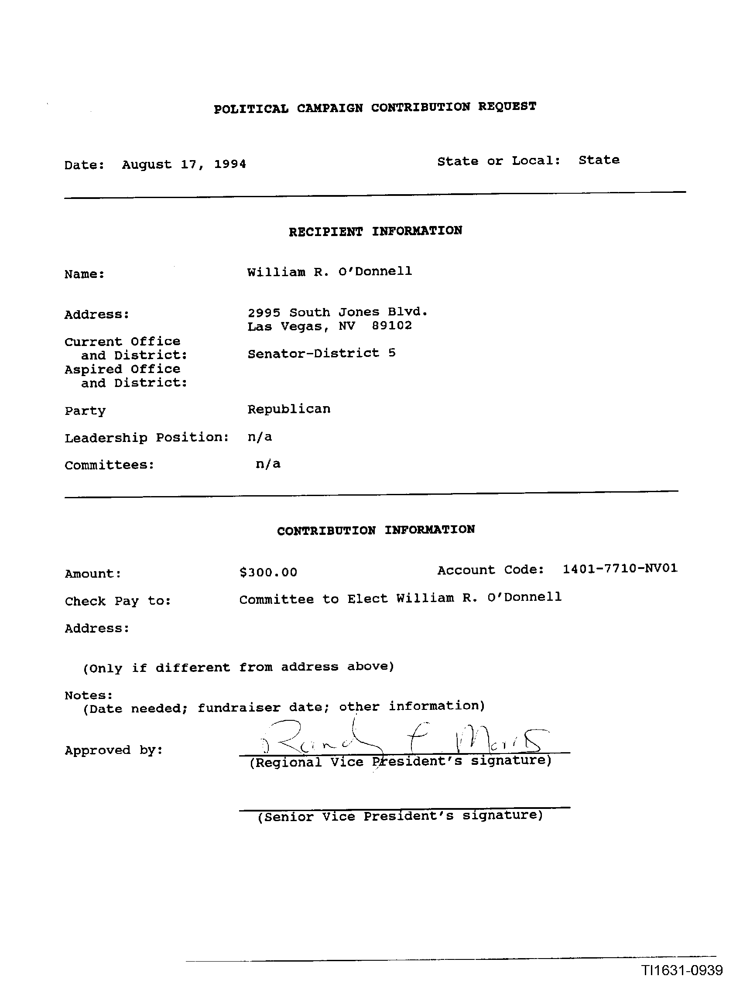 POLITICAL CAMPAIGN CONTRIBUTION REQUEST
Date: August 17, 1994 State or Local: State
RECIPIENT INFORMATION
Name: William R. O'Donnell
Address: 2995 South Jones Blvd.
Las Vegas, NV 89102
Current Office
and District: Senator-District 5
Aspired Office
and District:
Party Republican
Leadership Position: n/a
Committees: n/a
CONTRIBUTION INFORMATION
Amount: $300.00 Account Code: 1401-7710-NV01
Check Pay to: Committee to Elect William R. O'Donnell
Address:
(Only if different from address above)
Notes:
(Date needed; fundraiser date; other information)
Approved by:
(Regional Vice President's signature)
(Senior Vice President's signature)
TI1631-0939